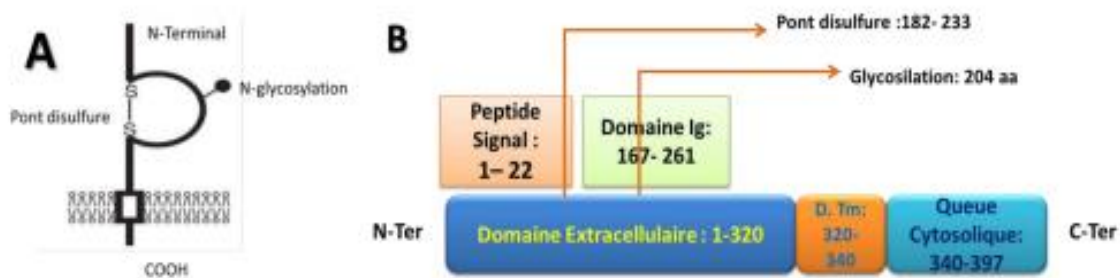 A
N-Terminal
S
N-glycosylation
Pont disulfure
S
COOH
B
Pont disulfure :182- 233
Glycosilation: 204 aa
Peptide
Signal :
1– 22
Domaine Ig:
167- 261
N-Ter
Domaine Extracellulaire : 1-320
D. Tm:
320-
340
Queue
Cytosolique:
340-397
C-Ter